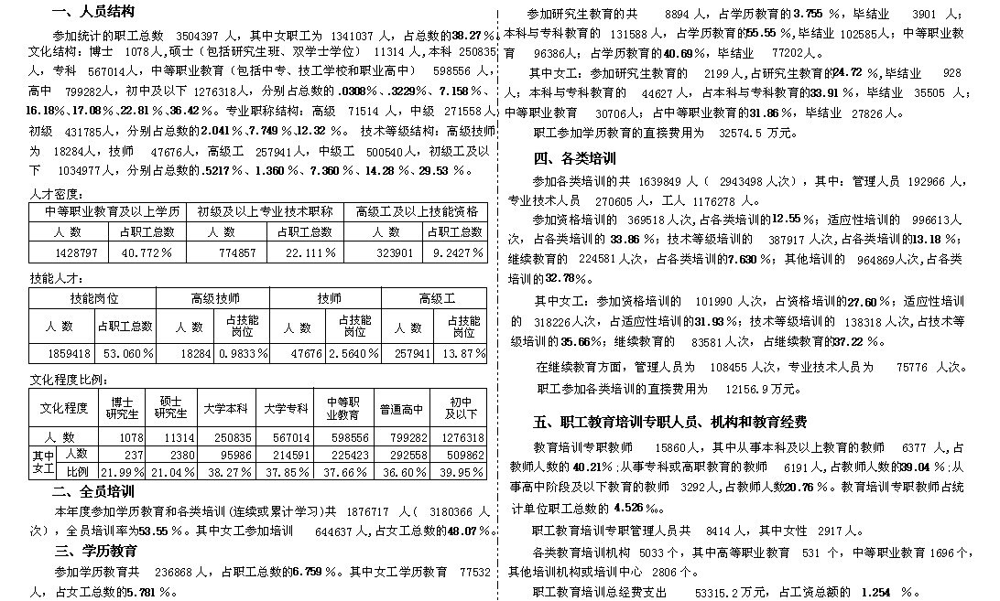 一、人员结构
参加统计的职工总数 3504397 人，其中女职工为 1341037 人，占总数的38.27％。
文化结构：博士 1078人,硕士（包括研究生班、双学士学位） 11314 人,本科 250835
人，专科 567014人，中等职业教育（包括中专、技工学校和职业高中） 598556 人，
高中 799282人，初中及以下 1276318人，分别占总数的 .0308％、.3229％、7.158％、
16.18％、17.08％、22.81％、36.42％。专业职称结构：高级 71514 人，中级 271558人，
初级 431785人，分别占总数的2.041％、7.749％、12.32 ％。 技术等级结构：高级技师
为 18284人，技师 47676人，高级工 257941人，中级工 500540人，初级工及以
下 1034977人，分别占总数的.5217％、1.360％、7.360％、14.28％、29.53 ％。
人才密度：
中等职业教育及以上学历 初级及以上专业技术职称 高级工及以上技能资格
人 数 占职工总数 人 数 占职工总数 人 数 占职工总数
1428797 40.772％ 774857 22.111％ 323901 9.2427％
技能人才：
技能岗位 高级技师 技师 高级工
人 数 占职工总数 人 数 占技能岗位 人 数 占技能岗位 人 数 占技能岗位
1859418 53.060％ 18284 0.9833％ 47676 2.5640％ 257941 13.87％
文化程度比例：
文化程度 博士研究生 硕士研究生 大学本科 大学专科 中等职业教育 普通高中 初中及以下
人 数 1078 11314 250835 567014 598556 799282 1276318
其中女工 人数 237 2380 95986 214591 225423 292558 509862
比例 21.99％ 21.04％ 38.27％ 37.85％ 37.66％ 36.60％ 39.95％
二、全员培训
本年度参加学历教育和各类培训(连续或累计学习)共 1876717 人( 3180366 人
次），全员培训率为53.55％。其中女工参加培训 644637 人,占女工总数的48.07％。
三、学历教育
参加学历教育共 236868 人，占职工总数的6.759％。其中女工学历教育 77532
人，占女工总数的5.781％。
参加研究生教育的共 8894 人，占学历教育的3.755 ％，毕结业 3901 人；
本科与专科教育的 131588 人，占学历教育的55.55 ％,毕结业 102585人；中等职业教
育 96386人；占学历教育的40.69％，毕结业 77202人。
其中女工：参加研究生教育的 2199 人,占研究生教育的24.72 ％,毕结业 928
人；本科与专科教育的 44627 人，占本科与专科教育的33.91％，毕结业 35505 人；
中等职业教育 30706人；占中等职业教育的31.86％，毕结业 27826人。
职工参加学历教育的直接费用为 32574.5 万元。
四、各类培训
参加各类培训的共 1639849 人（ 2943498人次），其中：管理人员 192966 人，
专业技术人员 270605 人，工人 1176278 人。
参加资格培训的 369518人次,占各类培训的12.55％；适应性培训的 996613人
次，占各类培训的 33.86 ％；技术等级培训的 387917 人次,占各类培训的13.18 ％；
继续教育的 224581人次，占各类培训的7.630％；其他培训的 964869人次,占各类
培训的32.78％。
其中女工：参加资格培训的 101990 人次，占资格培训的27.60％；适应性培训
的 318226人次，占适应性培训的31.93％；技术等级培训的 138318 人次,占技术等
级培训的35.66％；继续教育的 83581人次，占继续教育的37.22 ％。
在继续教育方面，管理人员为 108455 人次，专业技术人员为 75776 人次。
职工参加各类培训的直接费用为 12156.9万元。
五、职工教育培训专职人员、机构和教育经费
教育培训专职教师 15860人，其中从事本科及以上教育的教师 6377 人,占
教师人数的40.21％;从事专科或高职教育的教师 6191人,占教师人数的39.04％;从
事高中阶段及以下教育的教师 3292人,占教师人数20.76％。教育培训专职教师占统
计单位职工总数的 4.526‰。
职工教育培训专职管理人员共 8414 人，其中女性 2917人。
各类教育培训机构 5033个，其中高等职业教育 531 个，中等职业教育 1696个，
其他培训机构或培训中心 2806个。
职工教育培训总经费支出 53315.2万元，占工资总额的 1.254 ％。